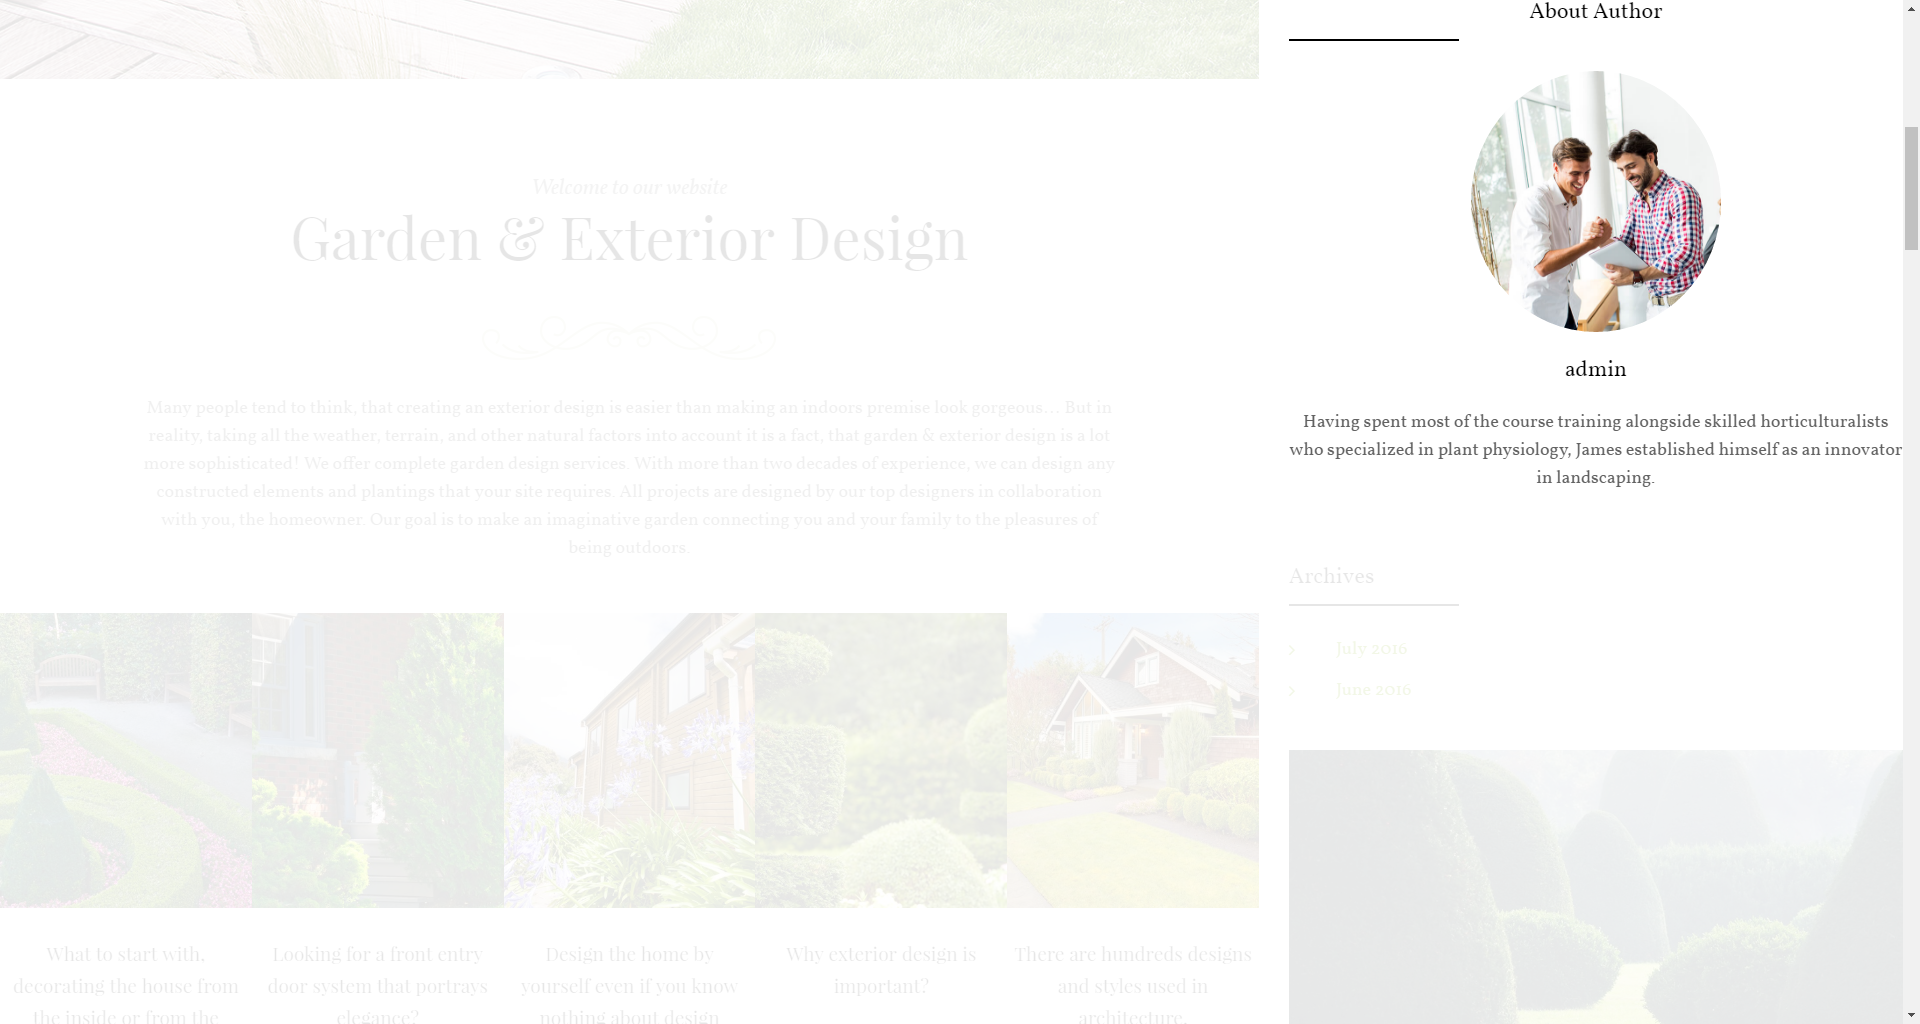 Welcome to our website
Garden & Exterior Design
Many people tend to think, that creating an exterior design is easier than making an indoors premise look gorgeous... But in
reality, taking all the weather, terrain, and other natural factors into account it is a fact, that garden & exterior design is a lot
more sophisticated! We offer complete garden design services. With more than two decades of experience, we can design any
constructed elements and plantings that your site requires. All projects are designed by our top designers in collaboration
with you, the homeowner. Our goal is to make an imaginative garden connecting you and your family to the pleasures of
being outdoors.
What to start with,
decorating the house from
the inside or from the
Looking for a front entry
door system that portrays
elegance?
Design the home by
yourself even if you know
nothing about design
Why exterior design is
important?
There are hundreds designs
and styles used in
architecture.
About Author
admin
Having spent most of the course training alongside skilled horticulturalists
who specialized in plant physiology, James established himself as an innovator
in landscaping.
Archives
July 2016
June 2016